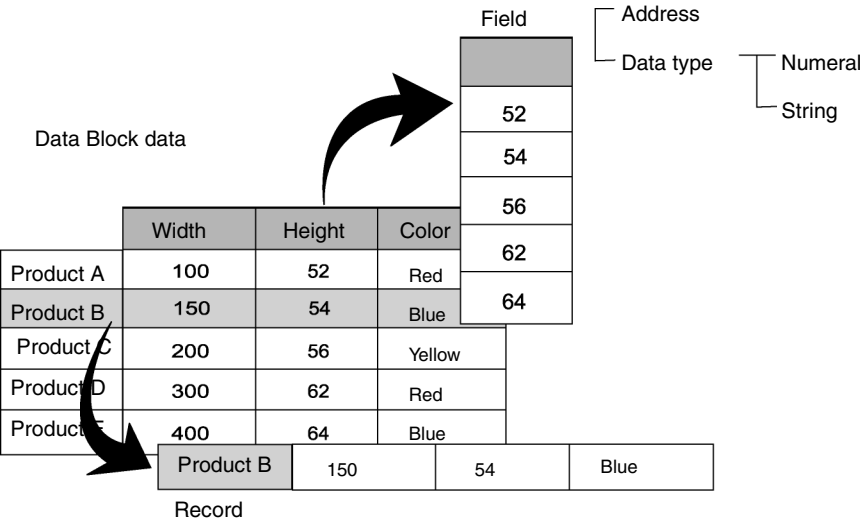 Field
Address
Data type
Numeral
String
52
54
56
62
64
Data Block data
Width Height Color
Product A 100 52 Red
Product B 150 54 Blue
Product C 200 56 Yellow
Product D 300 62 Red
Product E 400 64 Blue
Product B 150 54 Blue
Record